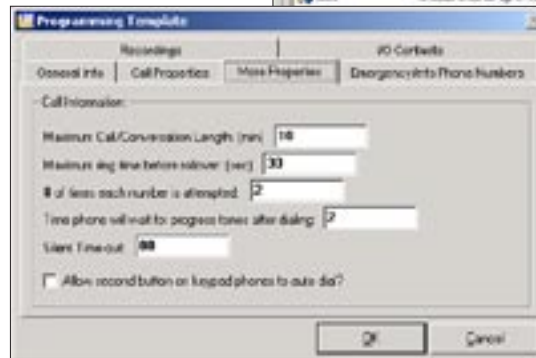 Programming Template
Recordings I/O Contacts
General Info Call Properties More Properties Emergency/Info Phone Numbers
Call Information:
Maximum Call/Conversation Length: (min) 10
Maximum ring time before rollover: (sec)
# of times each number is attempted: 2
Time phone will wait for progress tones after dialing: 2
Silent Time-out:
Allow second button on keypad phones to auto dial?
OK Cancel